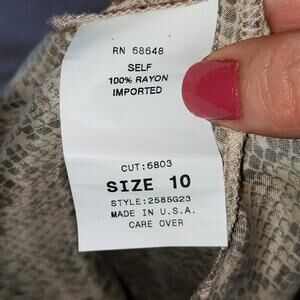 RN 68648
SELF
100% RAYON
IMPORTED
CUT:6803
SIZE 10
STYLE:2585G23
MADE IN U.S.A.
CARE OVER